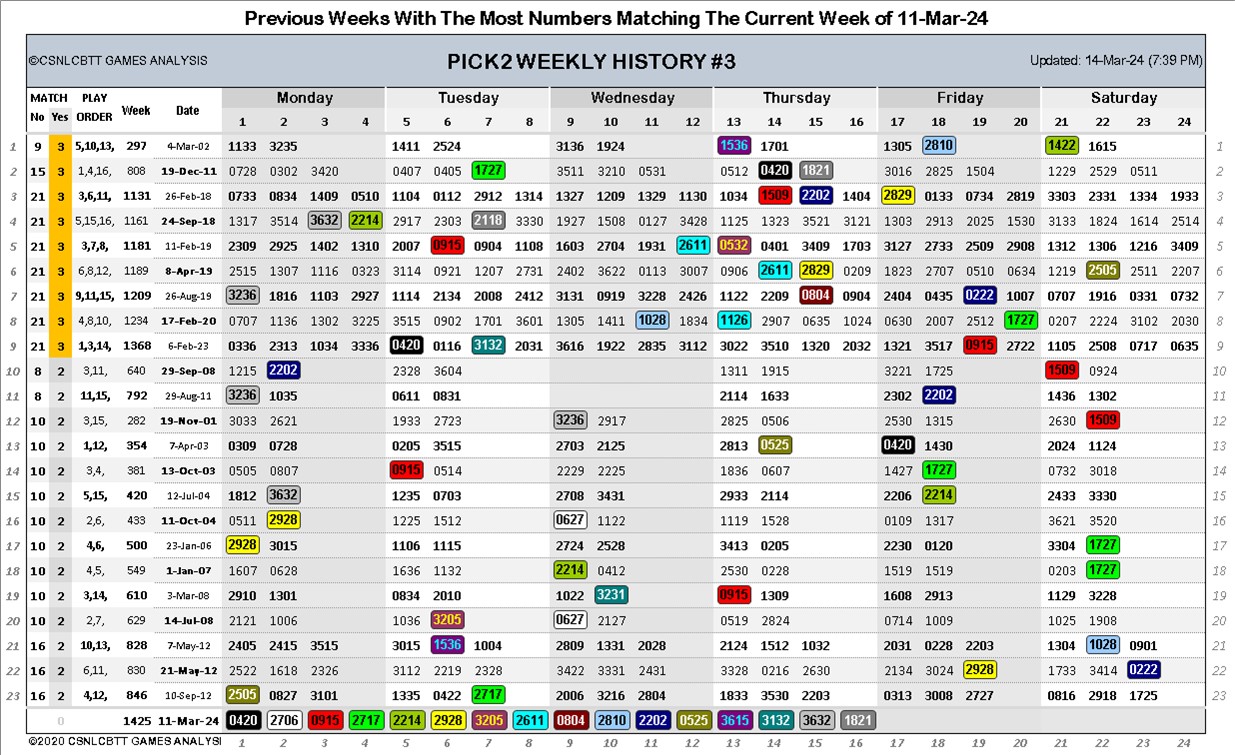 Previous Weeks With The Most Numbers Matching The Current Week of 11-Mar-24
©CSNLCBTT GAMES ANALYSIS PICK2 WEEKLY HISTORY #3 Updated: 14-Mar-24 (7:39 PM)
MATCH PLAY Week Date Monday Tuesday Wednesday Thursday Friday Saturday
No Yes ORDER 1 2 3 4 5 6 7 8 9 10 11 12 13 14 15 16 17 18 19 20 21 22 23 24
1 9 3 5,10,13, 297 4-Mar-02 1133 3235 1411 2524 3136 1924 1536 1701 1305 2810 1422 1615 1
2 15 3 1,4,16, 808 19-Dec-11 0728 0302 3420 0407 0405 1727 3511 3210 0531 0512 0420 1821 3016 2825 1504 1229 2529 0511 2
3 21 3 3,6,11, 1131 26-Feb-18 0733 0834 1409 0510 1104 0112 2912 1314 1327 1209 1329 1130 1034 1509 2202 1404 2829 0133 0734 2819 3303 2331 1334 1933 3
4 21 3 5,15,16, 1161 24-Sep-18 1317 3514 3632 2214 2917 2303 2118 3330 1927 1508 0127 3428 1125 1323 3521 3121 1303 2913 2025 1530 3133 1824 1614 2514 4
5 21 3 3,7,8, 1181 11-Feb-19 2309 2925 1402 1310 2007 0915 0904 1108 1603 2704 1931 2611 0532 0401 3409 1703 3127 2733 2509 2908 1312 1306 1216 3409 5
6 21 3 6,8,12, 1189 8-Apr-19 2515 1307 1116 0323 3114 0921 1207 2731 2402 3622 0113 3007 0906 2611 2829 0209 1823 2707 0510 0634 1219 2505 2511 2207 6
7 21 3 9,11,15, 1209 26-Aug-19 3236 1816 1103 2927 1114 2134 2008 2412 3131 0919 3228 2426 1122 2209 0804 0904 2404 0435 0222 1007 0707 1916 0331 0732 7
8 21 3 4,8,10, 1234 17-Feb-20 0707 1136 1302 3225 3515 0902 1701 3601 1305 1411 1028 1834 1126 2907 0635 1024 0630 2007 2512 1727 0207 2224 3102 2030 8
9 21 3 1,3,14, 1368 6-Feb-23 0336 2313 1034 3336 0420 0116 3132 2031 3616 1922 2835 3112 3022 3510 1320 2032 1321 3517 0915 2722 1105 2508 0717 0635 9
10 8 2 3,11, 640 29-Sep-08 1215 2202 2328 3604 1311 1915 3221 1725 1509 0924 10
11 8 2 11,15, 792 29-Aug-11 3236 1035 0611 0831 2114 1633 2302 2202 1436 1302 11
12 10 2 3,15, 282 19-Nov-01 3033 2621 1933 2723 3236 2917 2825 0506 2530 1315 2630 1509 12
13 10 2 1,12, 354 7-Apr-03 0309 0728 0205 3515 2703 2125 2813 0525 0420 1430 2024 1124 13
14 10 2 3,4, 381 13-Oct-03 0505 0807 0915 0514 2229 2225 1836 0607 1427 1727 0732 3018 14
15 10 2 5,15, 420 12-Jul-04 1812 3632 1235 0703 2708 3431 2933 2114 2206 2214 2433 3330 15
16 10 2 2,6, 433 11-Oct-04 0511 2928 1225 1512 0627 1122 1119 1528 0109 1317 3621 3520 16
17 10 2 4,6, 500 23-Jan-06 2928 3015 1106 1115 2724 2528 3413 0205 2230 0120 3304 1727 17
18 10 2 4,5, 549 1-Jan-07 1607 0628 1636 1132 2214 0412 2530 0228 1519 1519 0203 1727 18
19 10 2 3,14, 610 3-Mar-08 2910 1301 0834 2010 1022 3231 0915 1309 1608 2913 1129 3228 19
20 10 2 2,7, 629 14-Jul-08 2121 1006 1036 3205 0627 2127 0519 2824 0714 1009 1025 1908 20
21 16 2 10,13, 828 7-May-12 2405 2415 3515 3015 1536 1004 2809 1331 2028 2124 1512 1032 2031 0228 2203 1304 1028 0901 21
22 16 2 6,11, 830 21-May-12 2522 1618 2326 3112 2219 2328 3422 3331 2431 3328 0216 2630 2134 3024 2928 1733 3414 0222 22
23 16 2 4,12, 846 10-Sep-12 2505 0827 3101 1335 0422 2717 2006 3216 2804 1833 3530 2203 0313 3008 2727 0816 2918 1725 23
0 1425 11-Mar-24 0420 2706 0915 2717 2214 2928 3205 2611 0804 2810 2202 0525 3615 3132 3632 1821
©2020 CSNLCBTT GAMES ANALYSI 1 2 3 4 5 6 7 8 9 10 11 12 13 14 15 16 17 18 19 20 21 22 23 24